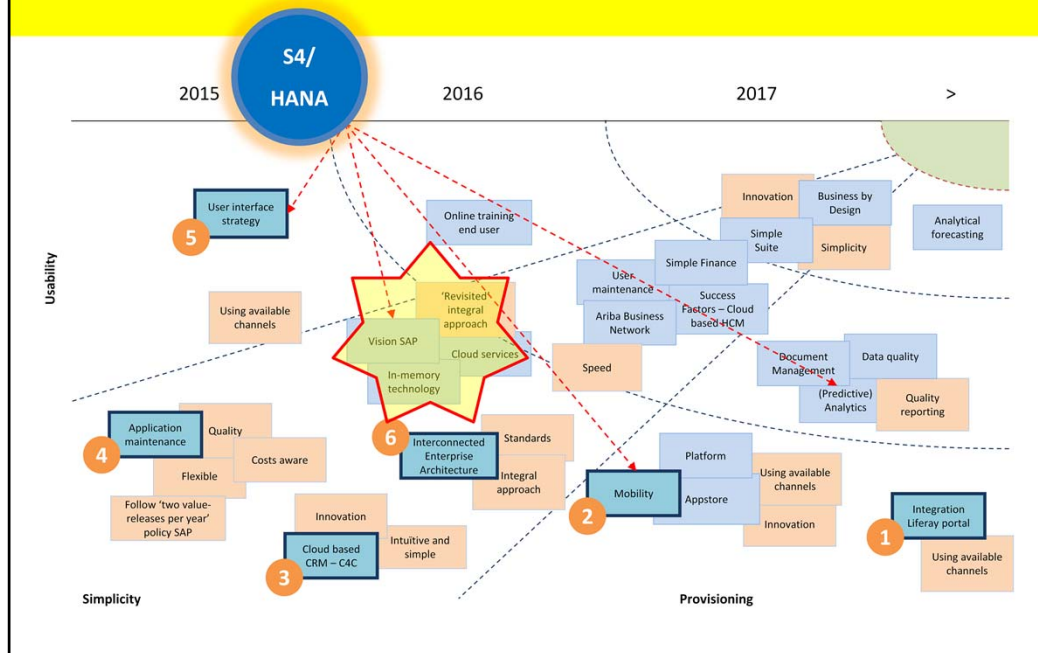 S4/
HANA
2015
2016
2017
>
Usability
User interface
strategy
5
Online training
end user
Innovation
Business by
Design
Simple
Suite
Simplicity
Analytical
forecasting
Simple Finance
User
maintenance
Success
Factors – Cloud
based HCM
Ariba Business
Network
Using available
channels
'Revisited
integral
approach
Vision SAP
Cloud services
In-memory
technology
Speed
Document
Management
Data quality
(Predictive)
Analytics
Quality
reporting
4
Application
maintenance
Quality
Costs aware
Flexible
Follow 'two value-
releases per year'
policy SAP
6
Interconnected
Enterprise
Architecture
Standards
Integral
approach
2
Mobility
Platform
Appstore
Using available
channels
Innovation
1
Integration
Liferay portal
Using available
channels
Innovation
3
Cloud based
CRM – C4C
Intuïtive and
simple
Simplicity
Provisioning